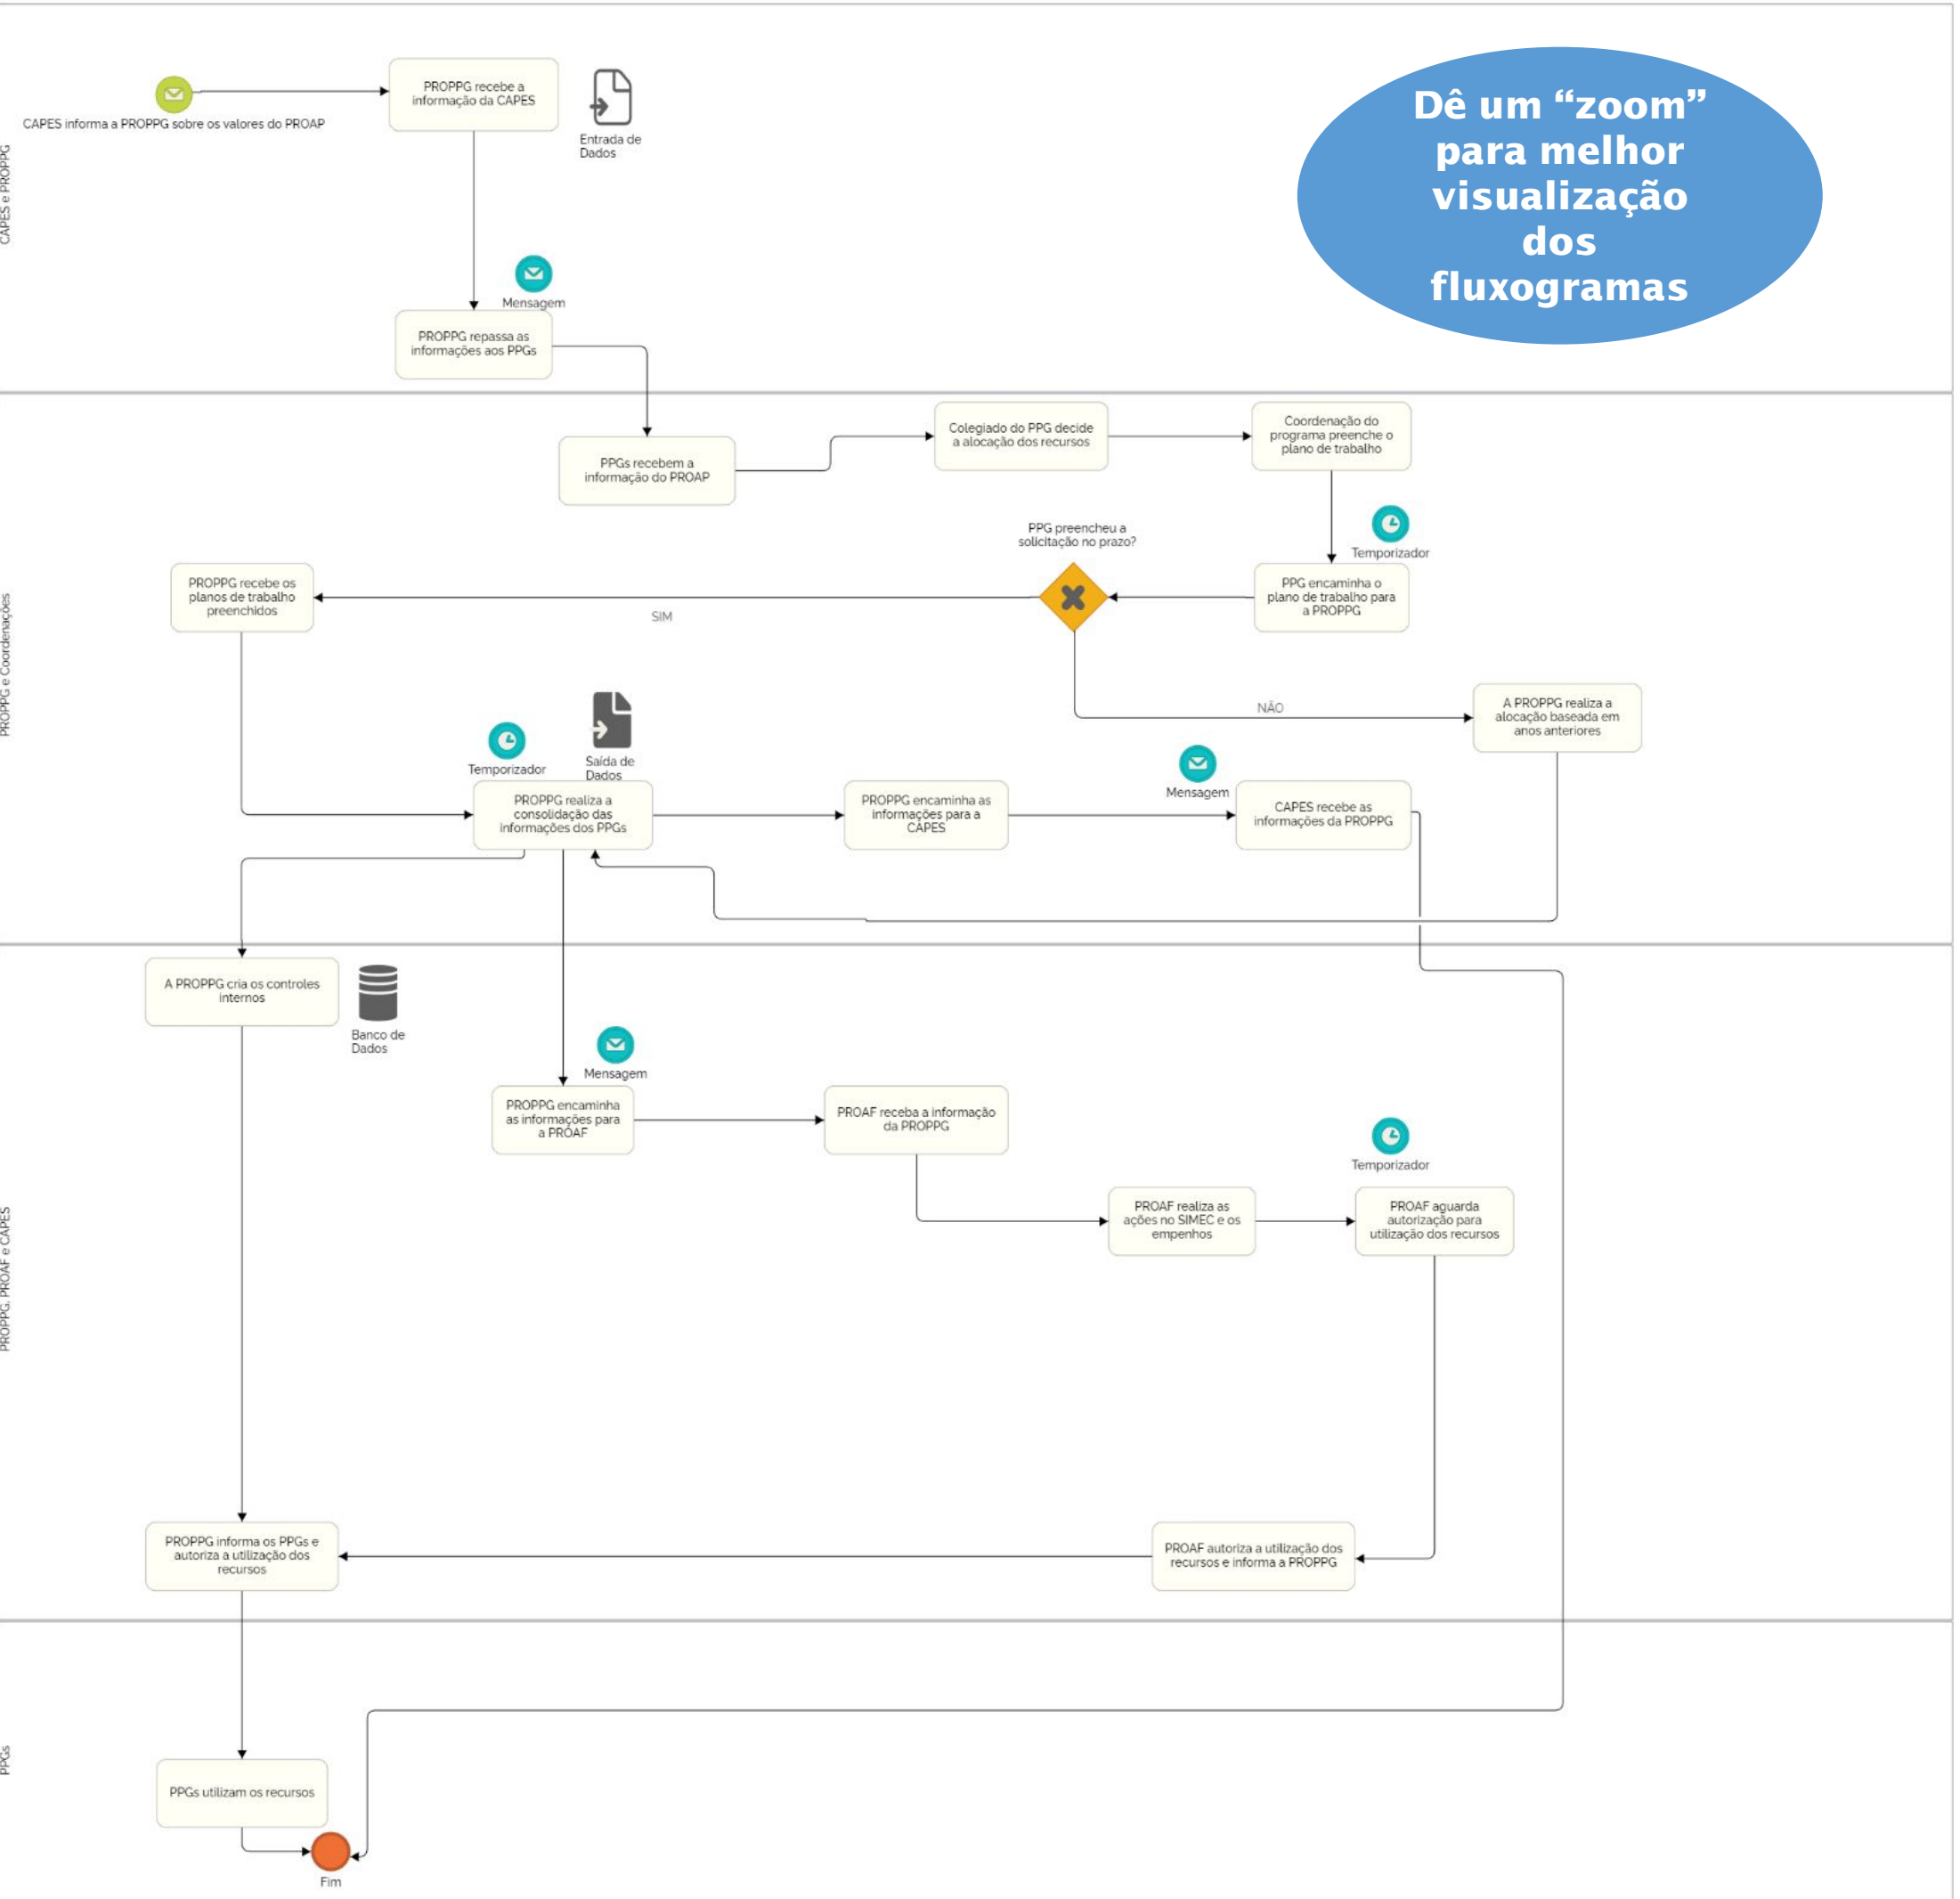 Dê um “zoom”
para melhor
visualização
dos
fluxogramas
CAPES e PROPPG
CAPES informa a PROPPG sobre os valores do PROAP
PROPPG recebe a
informação da CAPES
Entrada de
Dados
Mensagem
PROPPG repassa as
informações aos PPGs
PROPPG e Coordenações
PPGs recebem a
informação do PROAP
Colegiado do PPG decide
a alocação dos recursos
Coordenação do
programa preenche o
plano de trabalho
Temporizador
PPG encaminha o
plano de trabalho para
a PROPPG
PPG preencheu a
solicitação no prazo?
SIM
PROPPG recebe os
planos de trabalho
preenchidos
NÃO
A PROPPG realiza a
alocação baseada em
anos anteriores
Temporizador
Saída de
Dados
PROPPG realiza a
consolidação das
informações dos PPGs
PROPPG encaminha as
informações para a
CAPES
Mensagem
CAPES recebe as
informações da PROPPG
PROPPG. PROAF e CAPES
A PROPPG cria os controles
internos
Banco de
Dados
Mensagem
PROPPG encaminha
as informações para
a PROAF
PROAF receba a informação
da PROPPG
PROAF realiza as
ações no SIMEC e os
empenhos
Temporizador
PROAF aguarda
autorização para
utilização dos recursos
PROAF autoriza a utilização dos
recursos e informa a PROPPG
PROPPG informa os PPGs e
autoriza a utilização dos
recursos
PPGs
PPGs utilizam os recursos
Fim